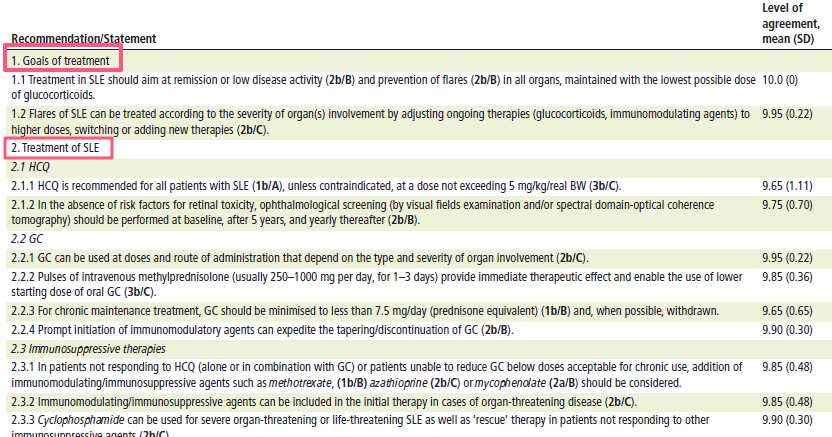 Level of
agreement,
Recommendation/Statement mean (SD)
1. Goals of treatment
1.1 Treatment in SLE should aim at remission or low disease activity (2b/B) and prevention of flares (2b/B) in all organs, maintained with the lowest possible dose 10.0 (0)
of glucocorticoids.
1.2 Flares of SLE can be treated according to the severity of organ(s) involvement by adjusting ongoing therapies (glucocorticoids, immunomodulating agents) to 9.95 (0.22)
higher doses, switching or adding new therapies (2b/C).
2. Treatment of SLE
2.1 HCQ
2.1.1 HCQ is recommended for all patients with SLE (1b/A), unless contraindicated, at a dose not exceeding 5 mg/kg/real BW (3b/C). 9.65 (1.11)
2.1.2 In the absence of risk factors for retinal toxicity, ophthalmological screening (by visual fields examination and/or spectral domain-optical coherence 9.75 (0.70)
tomography) should be performed at baseline, after 5 years, and yearly thereafter (2b/B).
2.2 GC
2.2.1 GC can be used at doses and route of administration that depend on the type and severity of organ involvement (2b/C). 9.95 (0.22)
2.2.2 Pulses of intravenous methylprednisolone (usually 250–1000 mg per day, for 1–3 days) provide immediate therapeutic effect and enable the use of lower 9.85 (0.36)
starting dose of oral GC (3b/C).
2.2.3 For chronic maintenance treatment, GC should be minimised to less than 7.5 mg/day (prednisone equivalent) (1b/B) and, when possible, withdrawn. 9.65 (0.65)
2.2.4 Prompt initiation of immunomodulatory agents can expedite the tapering/discontinuation of GC (2b/B). 9.90 (0.30)
2.3 Immunosuppressive therapies
2.3.1 In patients not responding to HCQ (alone or in combination with GC) or patients unable to reduce GC below doses acceptable for chronic use, addition of 9.85 (0.48)
immunomodulating/immunosuppressive agents such as methotrexate, (1b/B) azathioprine (2b/C) or mycophenolate (2a/B) should be considered.
2.3.2 Immunomodulating/immunosuppressive agents can be included in the initial therapy in cases of organ-threatening disease (2b/C). 9.85 (0.48)
2.3.3 Cyclophosphamide can be used for severe organ-threatening or life-threatening SLE as well as ‘rescue’ therapy in patients not responding to other 9.90 (0.30)
immunosuppressive agents (2b/C).